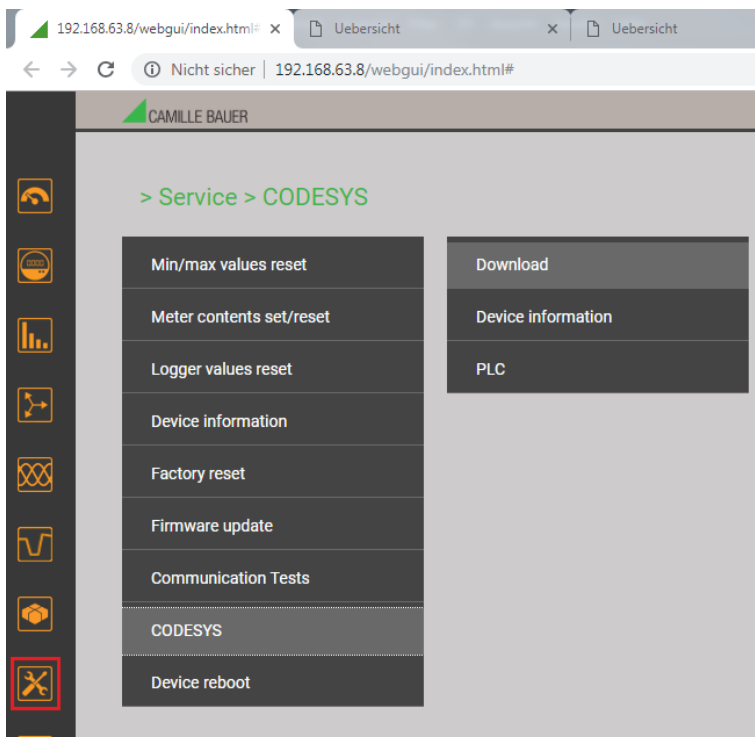 192.168.63.8/webgui/index.html#
Uebersicht
Uebersicht
Nicht sicher | 192.168.63.8/webgui/index.html#
CAMILLE BAUER
> Service > CODESYS
Min/max values reset
Meter contents set/reset
Logger values reset
Device information
Factory reset
Firmware update
Communication Tests
CODESYS
Device reboot
Download
Device information
PLC